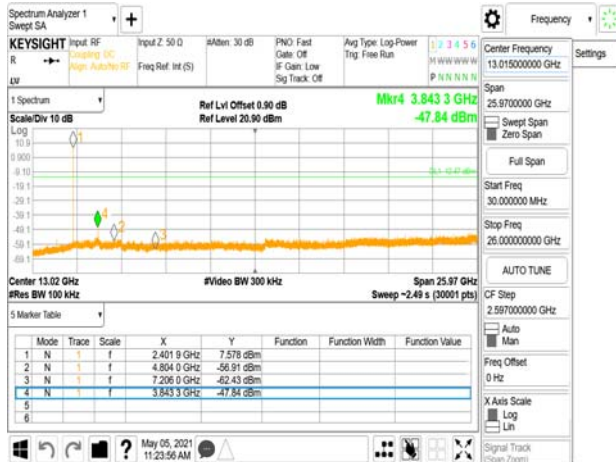 Spectrum Analyzer 1
Swept SA
+
Frequency
KEYSIGHT
R
Input: RF
Coupling: DC
Align: Auto/No RF
Input Z: 50 Ω
Freq Ref: Int (S)
#Atten: 30 dB
PNO: Fast
Gate: Off
IF Gain: Low
Sig Track: Off
Avg Type: Log-Power
Trig: Free Run
1 2 3 4 5 6
M W W W W W
P N N N N N
Center Frequency
13.015000000 GHz
Settings
Span
25.9700000 GHz
Swept Span
Zero Span
Full Span
Start Freq
30.000000 MHz
Stop Freq
26.000000000 GHz
AUTO TUNE
CF Step
2.597000000 GHz
Auto
Man
Freq Offset
0 Hz
X Axis Scale
Log
Lin
Signal Track
(Span Zoom)
1 Spectrum
Scale/Div 10 dB
Ref Lvl Offset 0.90 dB
Ref Level 20.90 dBm
Mkr4 3.843 3 GHz
-47.84 dBm
Log
10.9
0.900
-9.10
-19.1
-29.1
-39.1
-49.1
-59.1
-69.1
1
4
2
3
Center 13.02 GHz
#Res BW 100 kHz
#Video BW 300 kHz
Span 25.97 GHz
Sweep ~2.49 s (30001 pts)
5 Marker Table
Mode Trace Scale X Y Function Function Width Function Value
1 N 1 f 2.401 9 GHz 7.578 dBm
2 N 1 f 4.804 0 GHz -56.91 dBm
3 N 1 f 7.206 0 GHz -62.43 dBm
4 N 1 f 3.843 3 GHz -47.84 dBm
5
6
?
May 05, 2021
11:23:56 AM